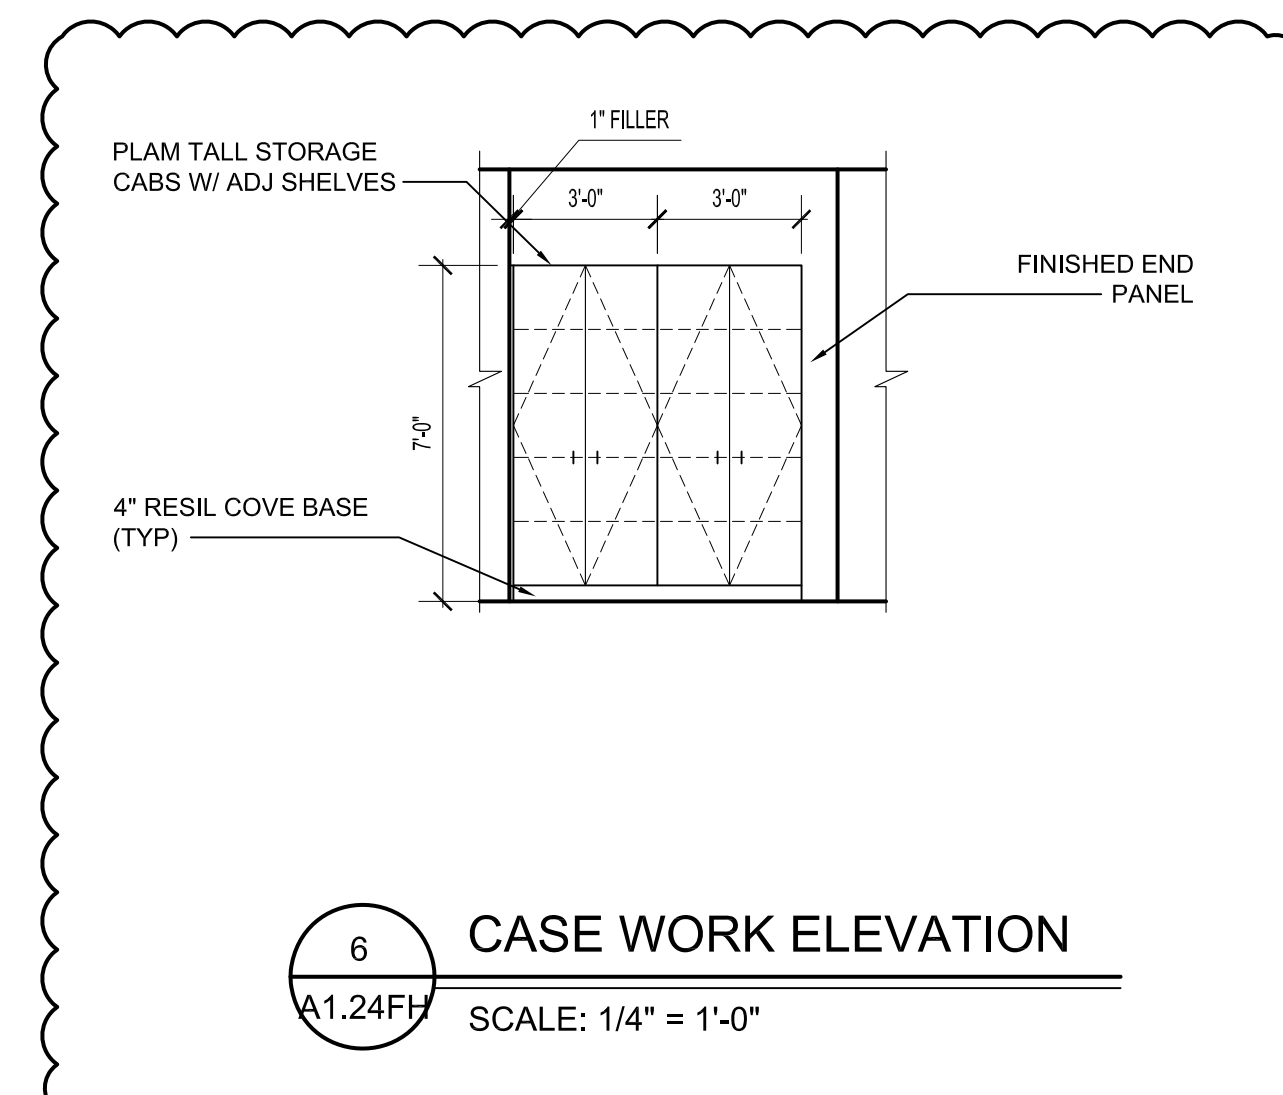 1" FILLER
PLAM TALL STORAGE
CABS W/ ADJ SHELVES
3'-0"
3'-0"
FINISHED END
PANEL
7'-0"
4" RESIL COVE BASE
(TYP)
6
A1.24FH
CASE WORK ELEVATION
SCALE: 1/4" = 1'-0"